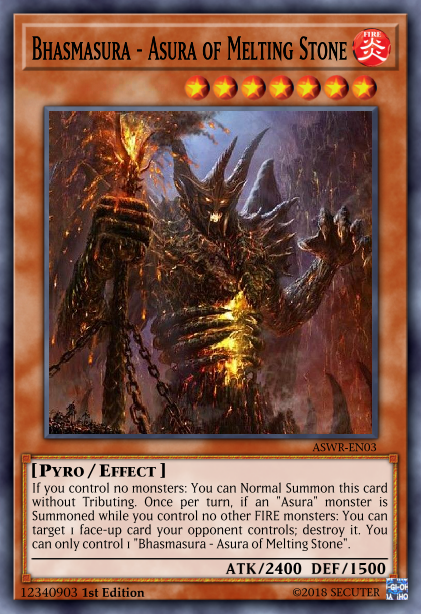 Bhasmasura - Asura of Melting Stone
FIRE
炎
ASWR-EN03
[Pyro / Effect ]
If you control no monsters: You can Normal Summon this card
without Tributing. Once per turn, if an "Asura" monster is
Summoned while you control no other FIRE monsters: You can
target 1 face-up card your opponent controls; destroy it. You
can only control 1 "Bhasmasura - Asura of Melting Stone".
ATK/2400 DEF/1500
12340903 1st Edition
©2018 SECUTER